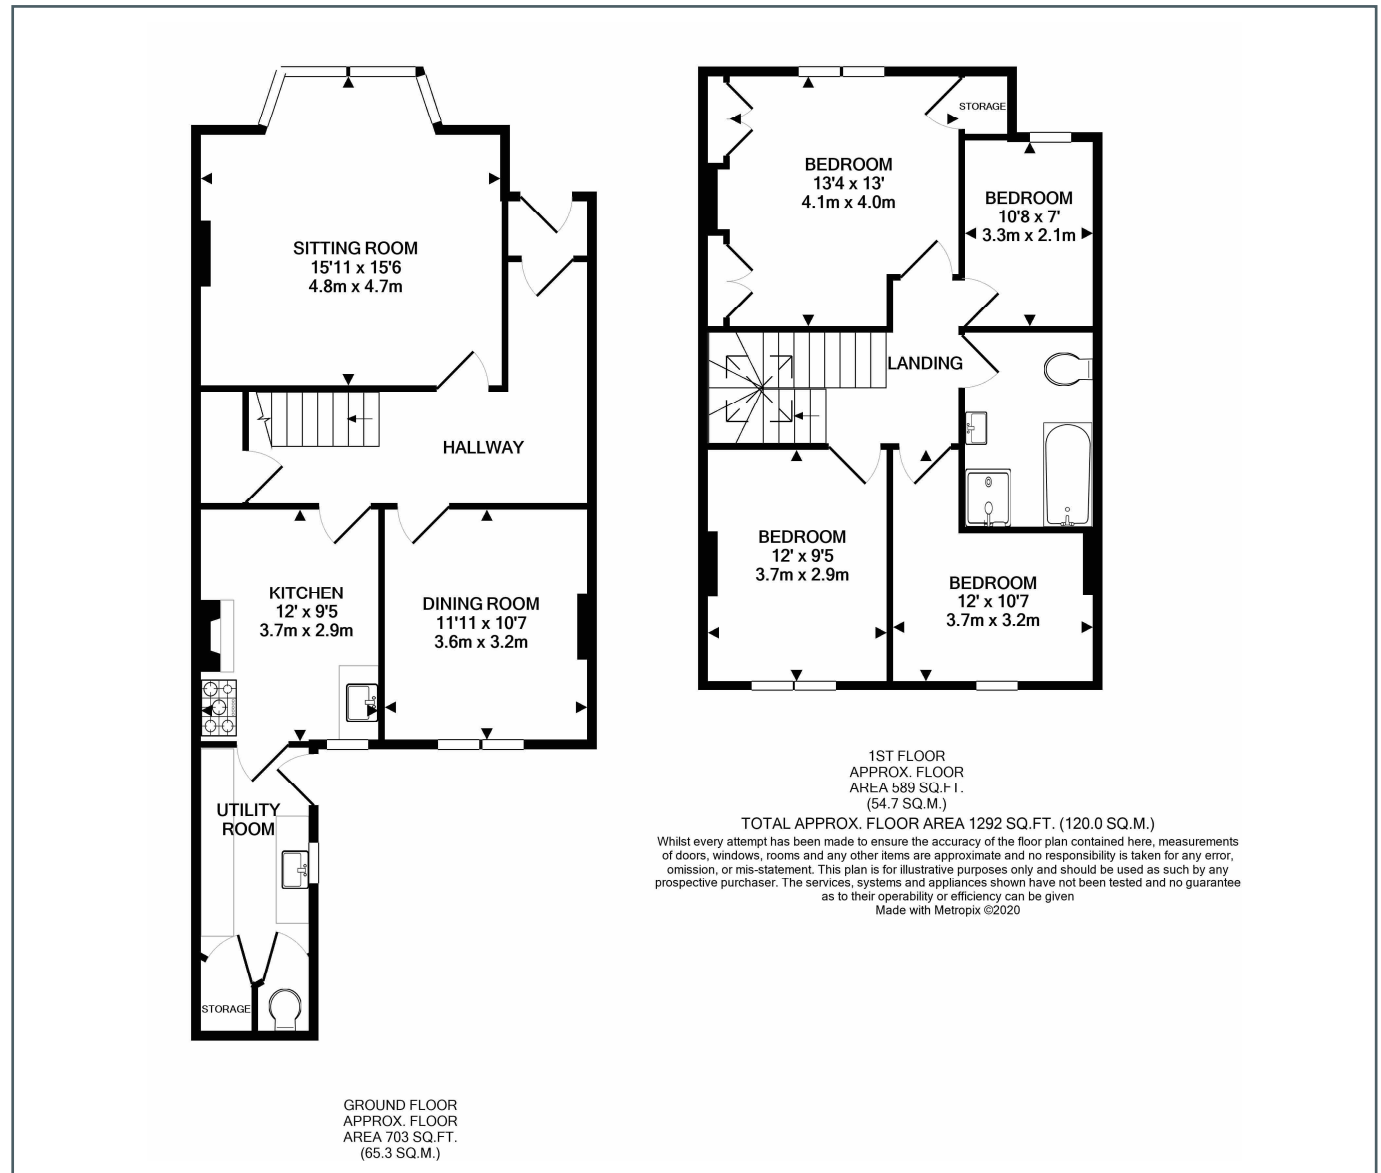 SITTING ROOM
15'11 x 15'6
4.8m x 4.7m
HALLWAY
KITCHEN
12' x 9'5
3.7m x 2.9m
DINING ROOM
11'11 x 10'7
3.6m x 3.2m
UTILITY
ROOM
STORAGE
GROUND FLOOR
APPROX. FLOOR
AREA 703 SQ.FT.
(65.3 SQ.M.)
STORAGE
BEDROOM
13'4 x 13'
4.1m x 4.0m
BEDROOM
10'8 x 7'
3.3m x 2.1m
LANDING
BEDROOM
12' x 9'5
3.7m x 2.9m
BEDROOM
12' x 10'7
3.7m x 3.2m
1ST FLOOR
APPROX. FLOOR
AREA 589 SQ.FT.
(54.7 SQ.M.)
TOTAL APPROX. FLOOR AREA 1292 SQ.FT. (120.0 SQ.M.)
Whilst every attempt has been made to ensure the accuracy of the floor plan contained here, measurements
of doors, windows, rooms and any other items are approximate and no responsibility is taken for any error,
omission, or mis-statement. This plan is for illustrative purposes only and should be used as such by any
prospective purchaser. The services, systems and appliances shown have not been tested and no guarantee
as to their operability or efficiency can be given
Made with Metropix ©2020